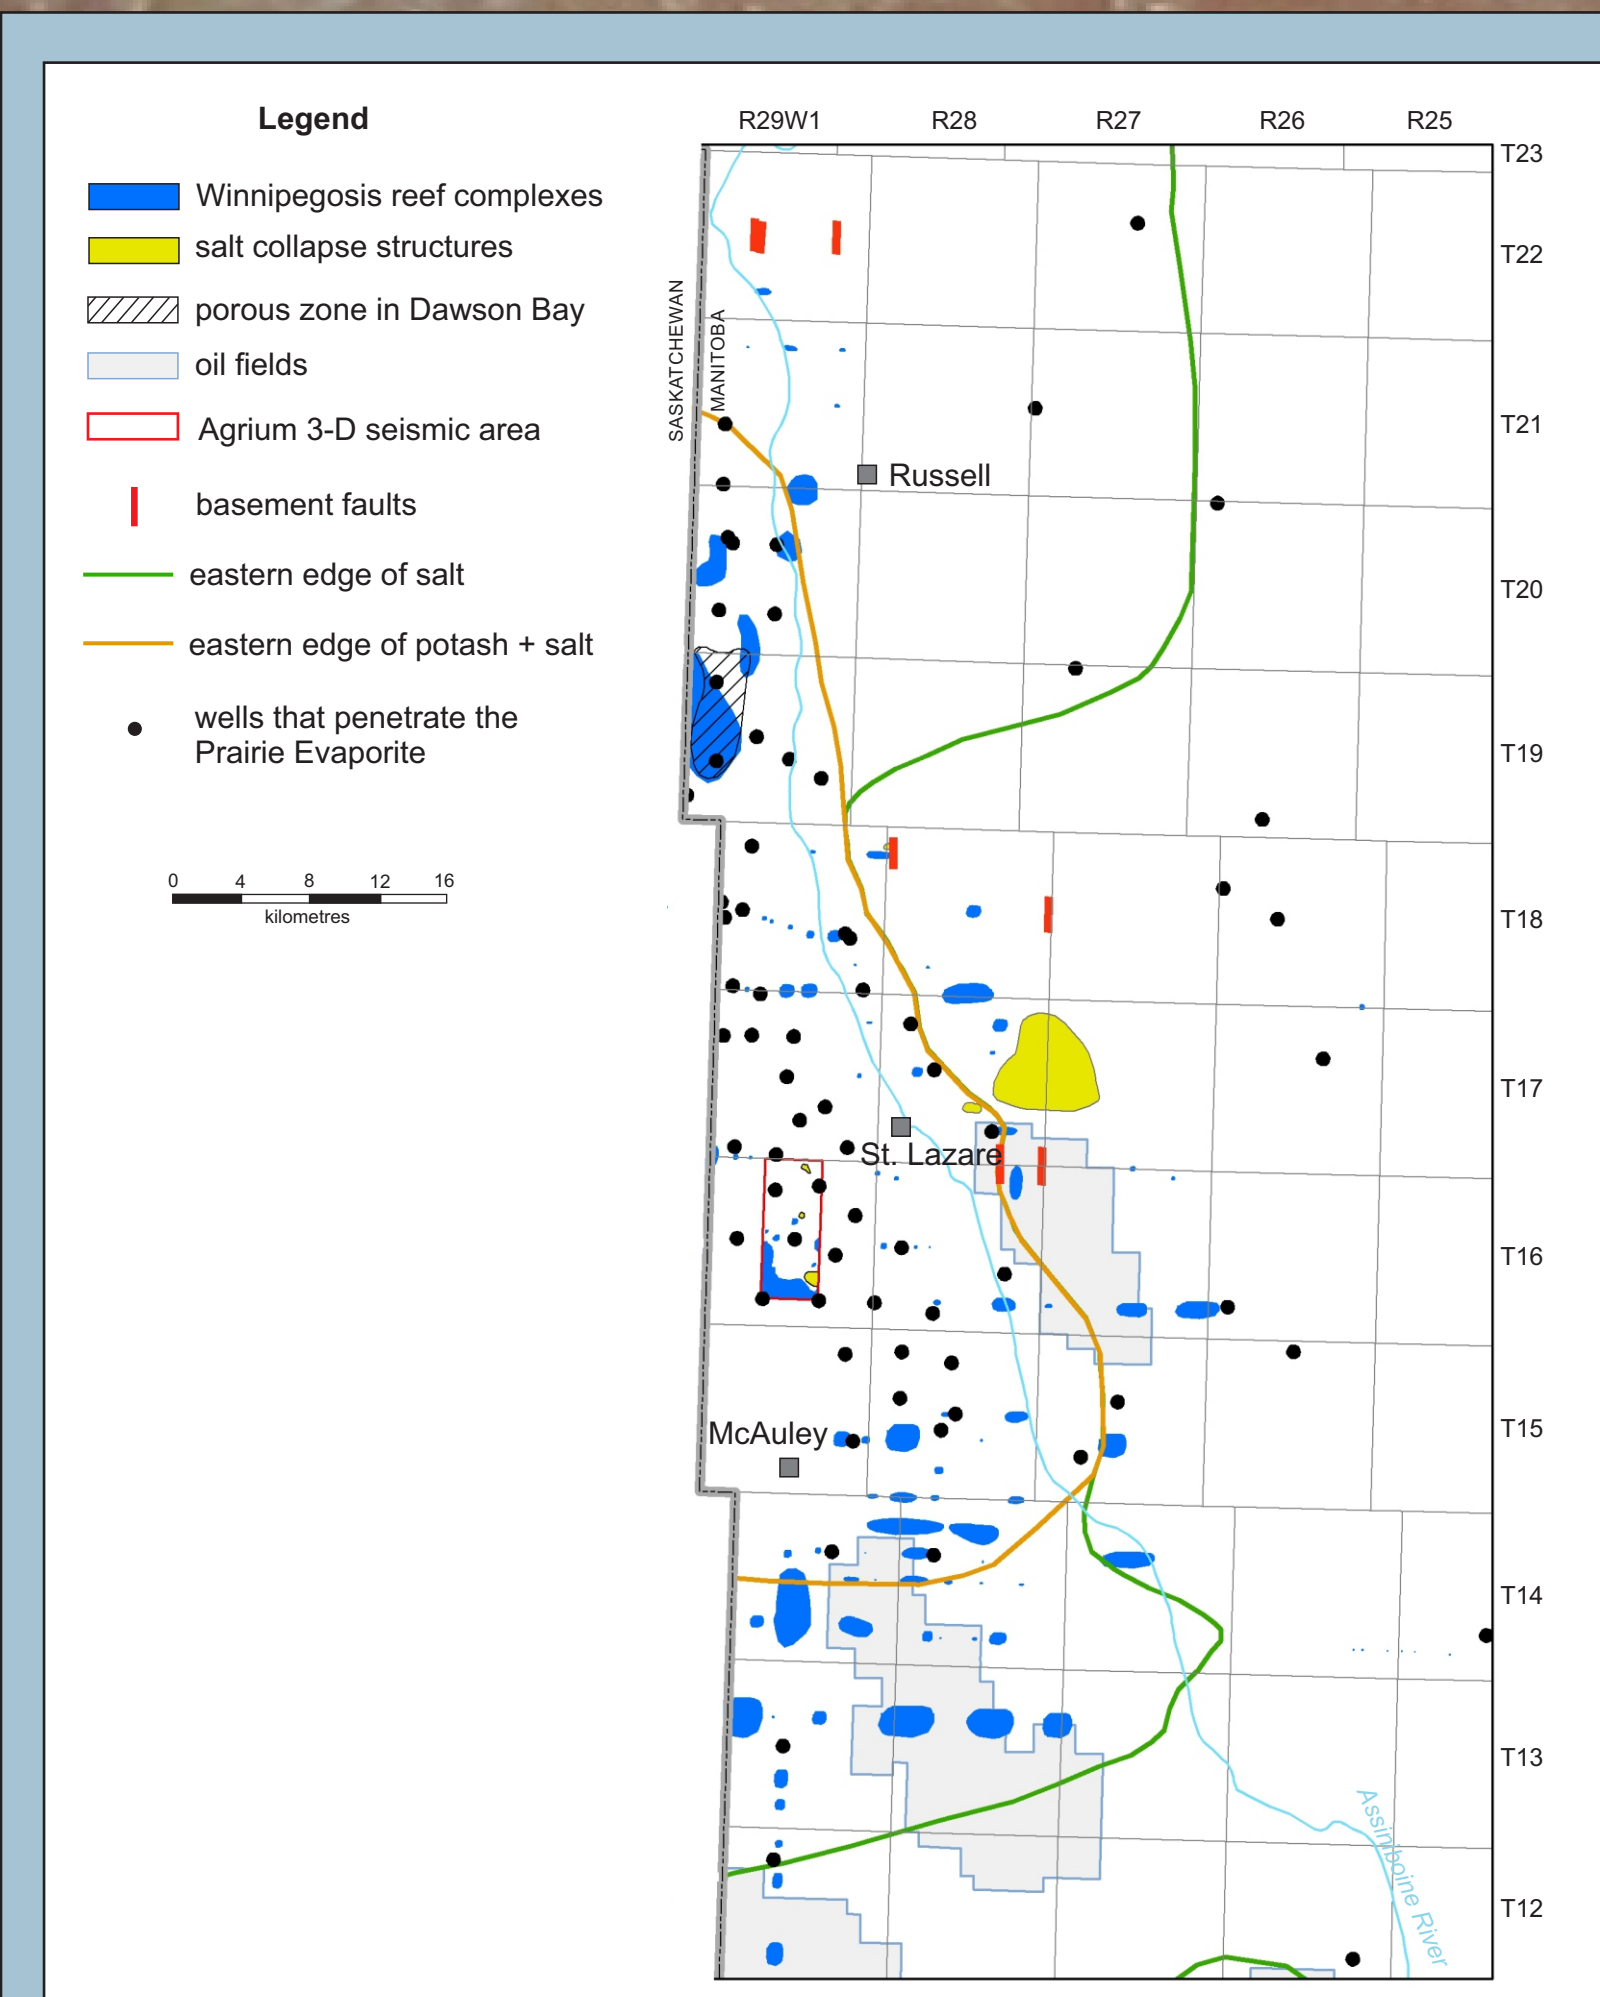 Legend
Winnipegosis reef complexes
salt collapse structures
porous zone in Dawson Bay
oil fields
Agrium 3-D seismic area
basement faults
eastern edge of salt
eastern edge of potash + salt
wells that penetrate the
Prairie Evaporite
0 4 8 12 16
kilometres
R29W1 R28 R27 R26 R25
T23
T22
T21
T20
T19
T18
T17
T16
T15
T14
T13
T12
SASKATCHEWAN
MANITOBA
Russell
St. Lazare
McAuley
Assiniboine River